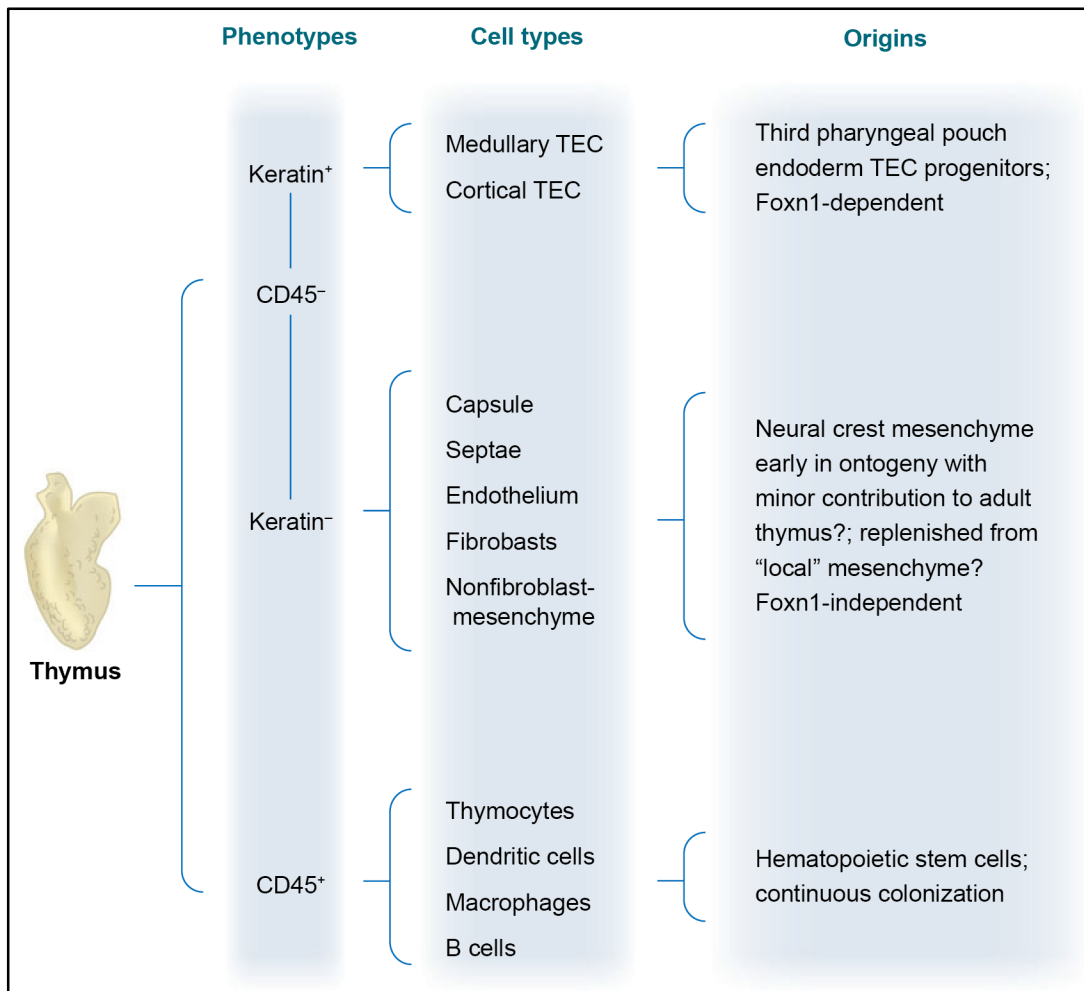 Phenotypes
Cell types
Origins
Keratin⁺
Medullary TEC
Cortical TEC
Third pharyngeal pouch
endoderm TEC progenitors;
Foxn1-dependent
CD45⁻
Keratin⁻
Capsule
Septae
Endothelium
Fibrobasts
Nonfibroblast-
mesenchyme
Neural crest mesenchyme
early in ontogeny with
minor contribution to adult
thymus?; replenished from
“local” mesenchyme?
Foxn1-independent
Thymus
CD45⁺
Thymocytes
Dendritic cells
Macrophages
B cells
Hematopoietic stem cells;
continuous colonization